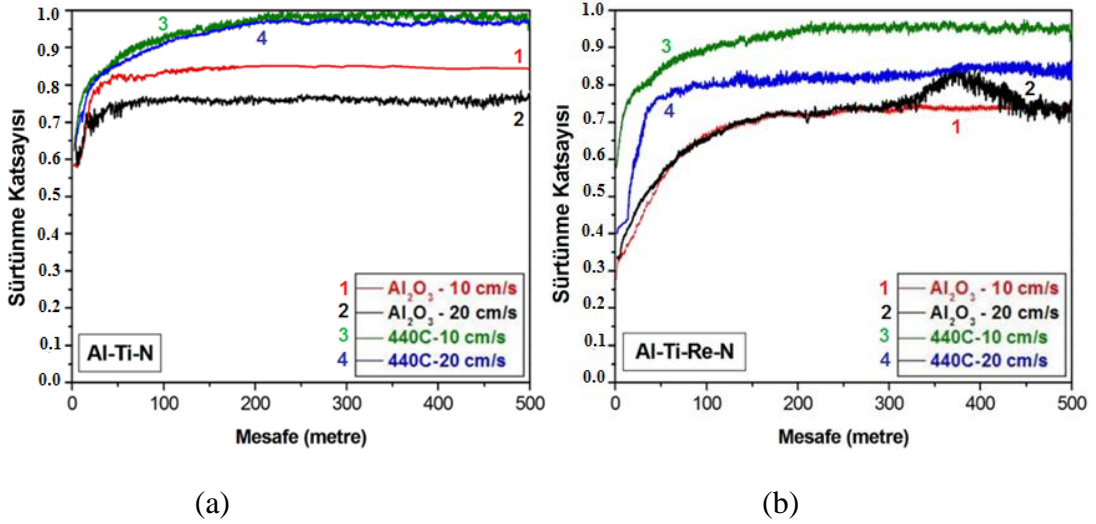 Sürtünme Katsayısı
1.0
0.9
0.8
0.7
0.6
0.5
0.4
0.3
0.2
0.1
0.0
3
4
1
2
1 Al₂O₃ - 10 cm/s
2 Al₂O₃ - 20 cm/s
3 440C-10 cm/s
4 440C-20 cm/s
Al-Ti-N
0 100 200 300 400 500
Mesafe (metre)
(a)
Sürtünme Katsayısı
1.0
0.9
0.8
0.7
0.6
0.5
0.4
0.3
0.2
0.1
0.0
3
4
2
1
1 Al₂O₃ - 10 cm/s
2 Al₂O₃ - 20 cm/s
3 440C-10 cm/s
4 440C-20 cm/s
Al-Ti-Re-N
0 100 200 300 400 500
Mesafe (metre)
(b)